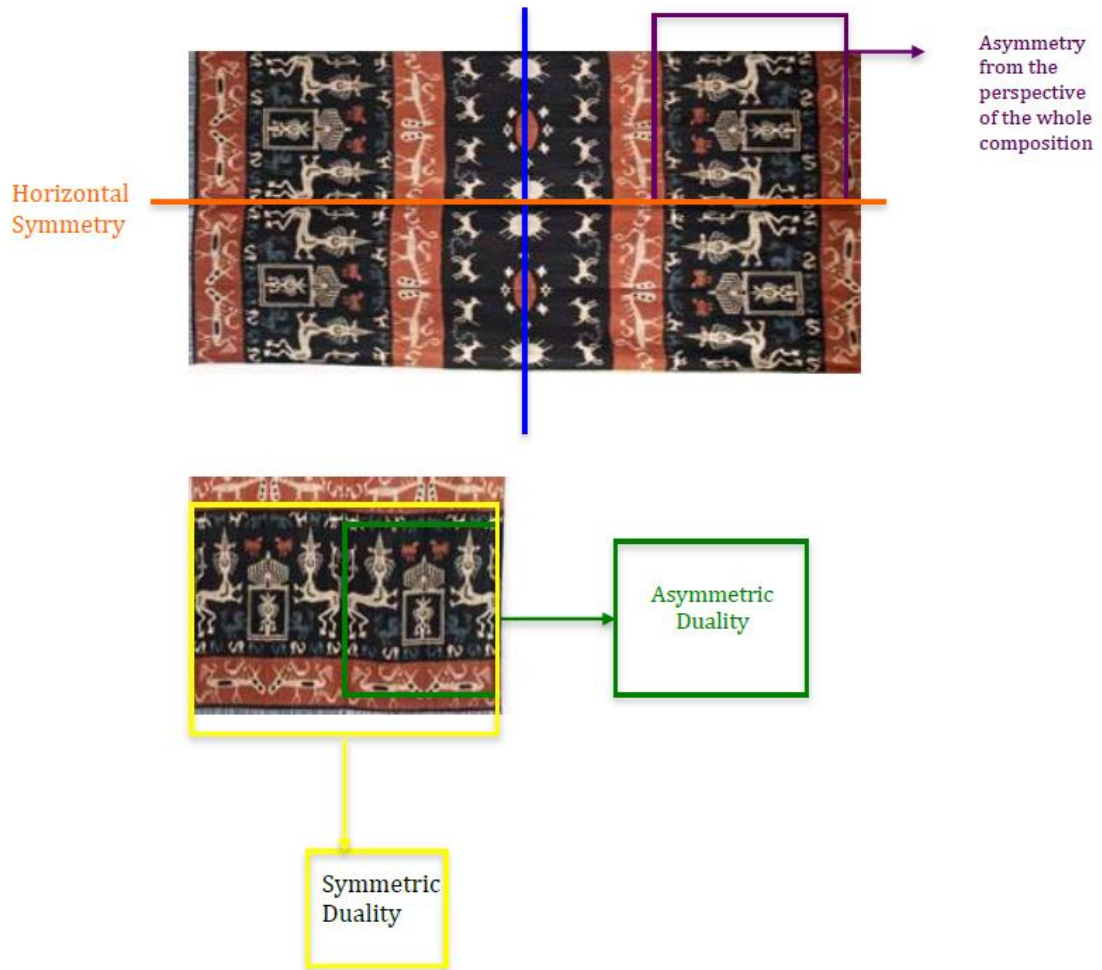 Asymmetry
from the
perspective
of the whole
composition
Horizontal
Symmetry
Asymmetric
Duality
Symmetric
Duality